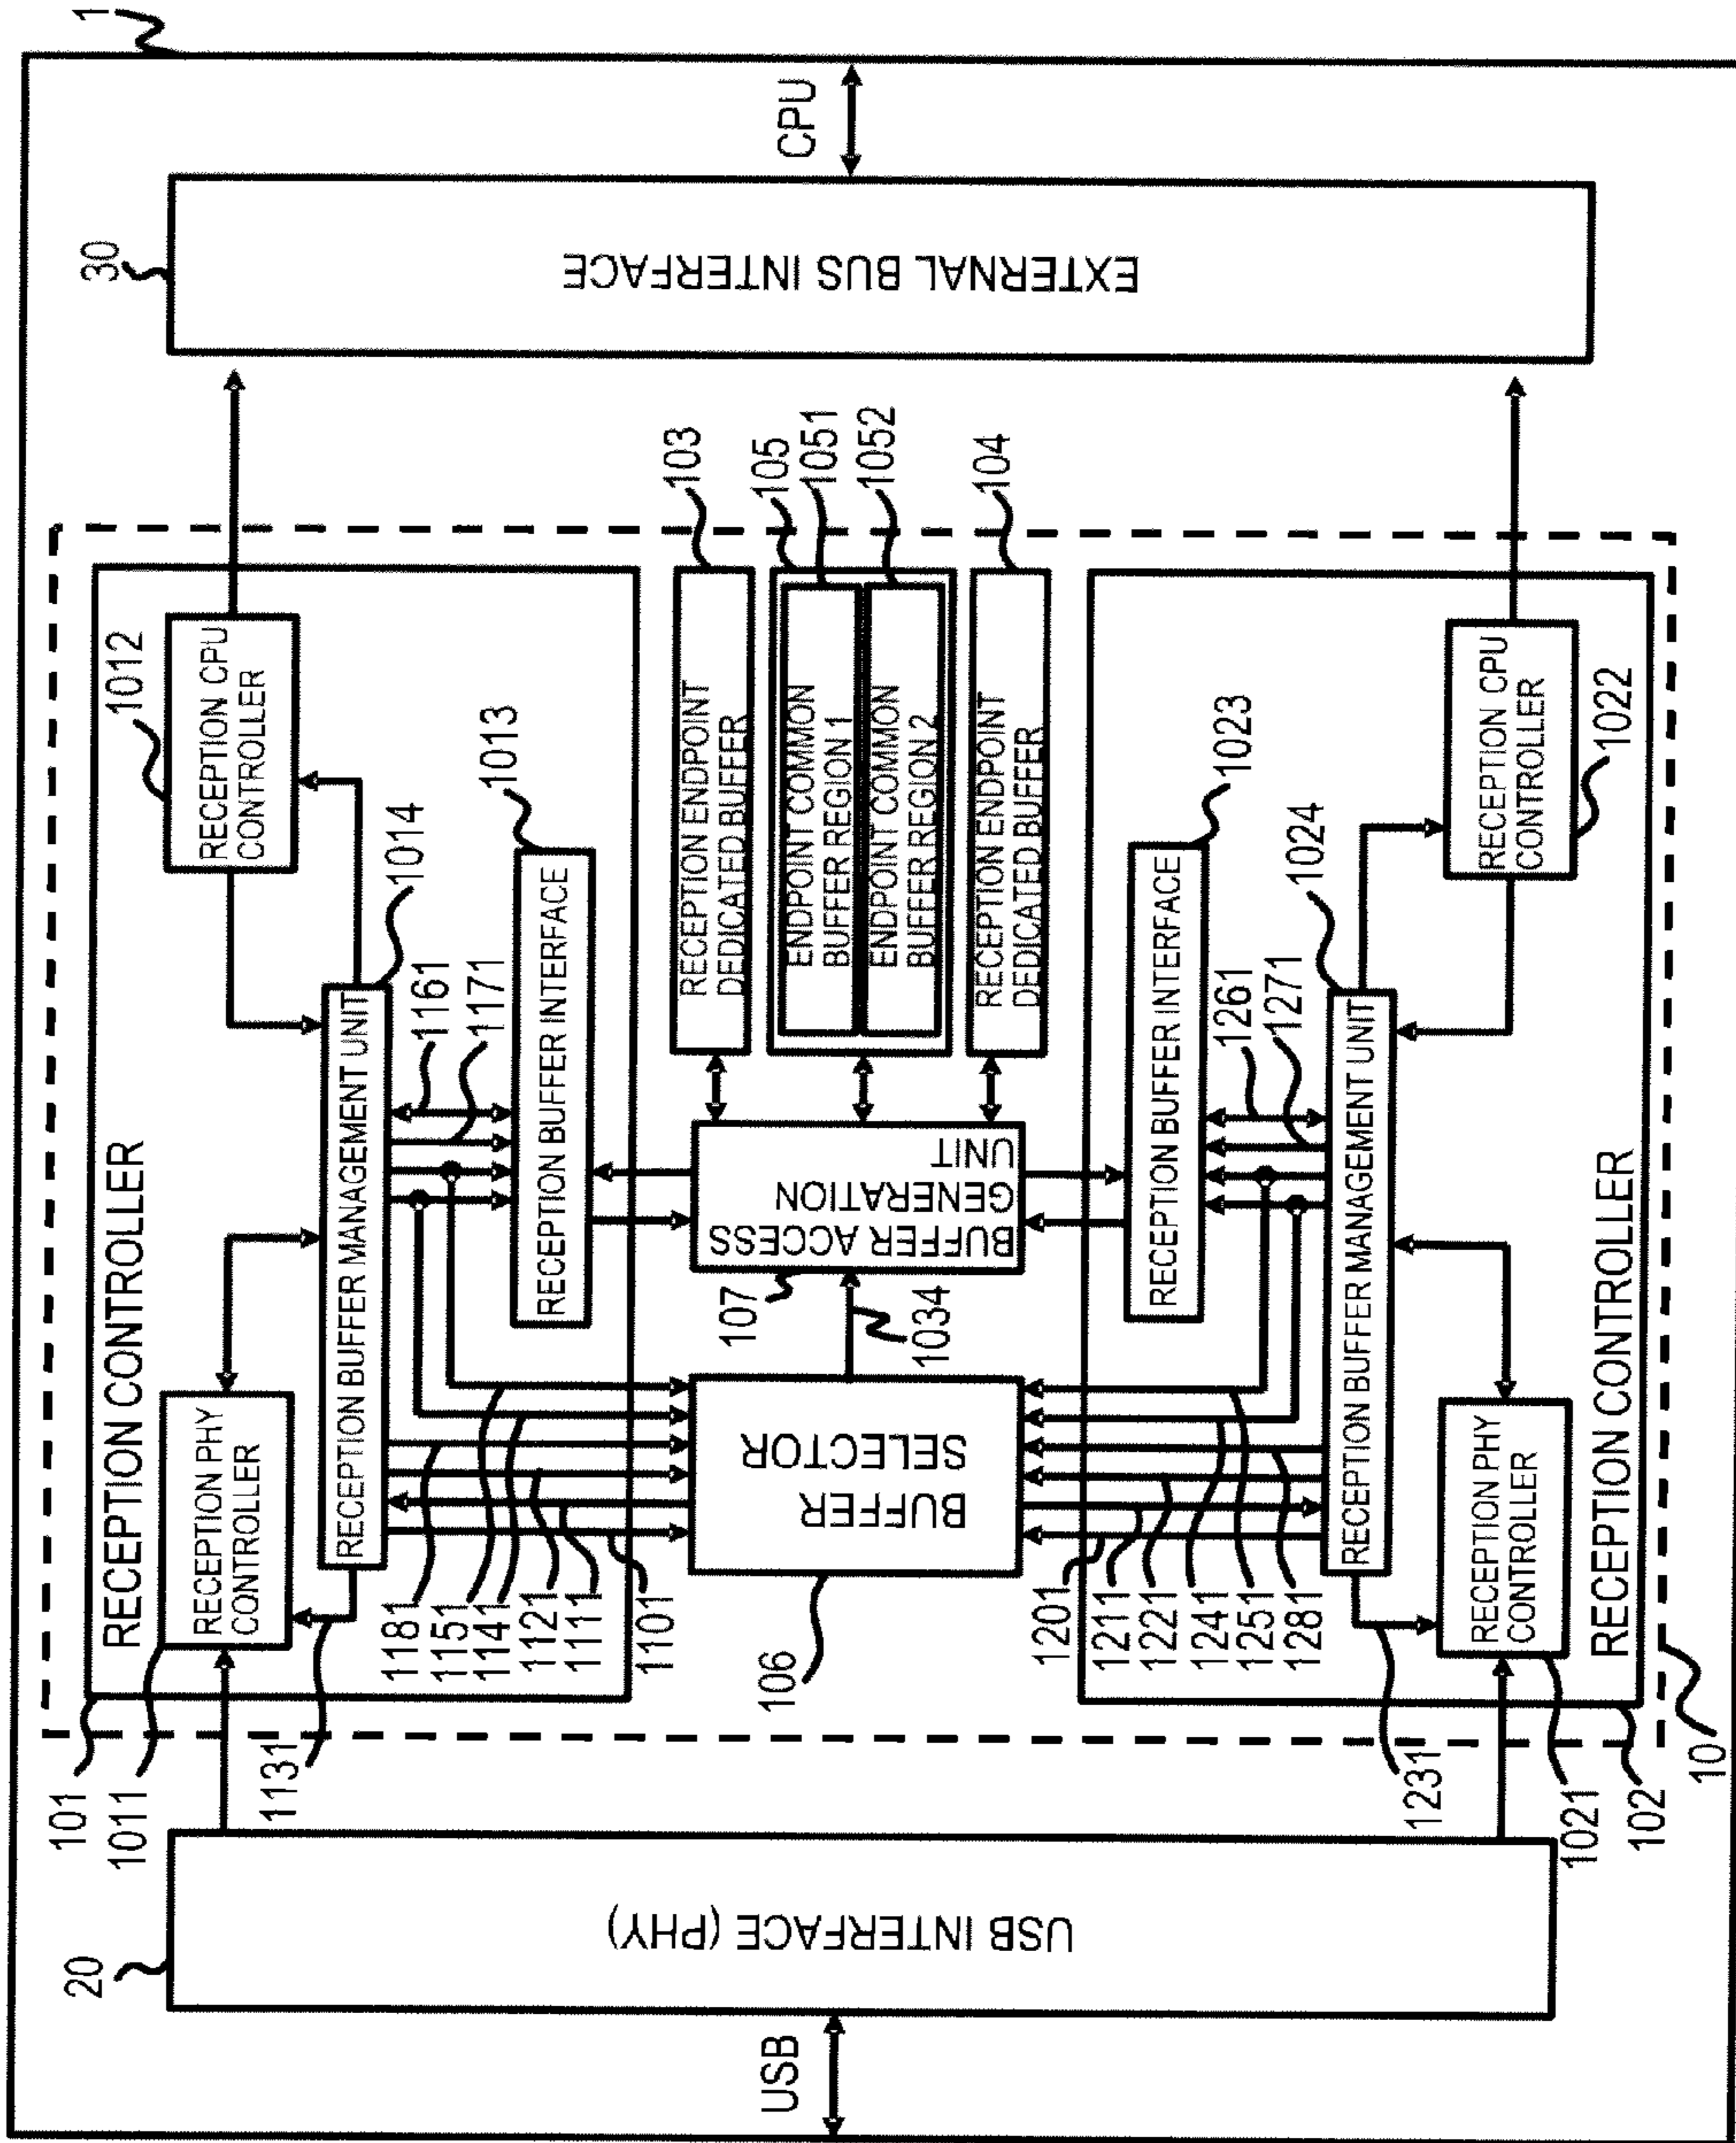 1
20
USB
USB INTERFACE (PHY)
101
1011
1131
RECEPTION CONTROLLER
RECEPTION PHY
CONTROLLER
RECEPTION BUFFER MANAGEMENT UNIT
1014
RECEPTION CPU
CONTROLLER
1012
1161
1171
RECEPTION BUFFER INTERFACE
1013
1181
1151
1141
1121
1111
1101
106
BUFFER
SELECTOR
1034
107
BUFFER ACCESS
GENERATION
UNIT
RECEPTION ENDPOINT
DEDICATED BUFFER
103
105
ENDPOINT COMMON
BUFFER REGION 1
1051
ENDPOINT COMMON
BUFFER REGION 2
1052
RECEPTION ENDPOINT
DEDICATED BUFFER
104
1201
1211
1221
1241
1251
1281
RECEPTION BUFFER INTERFACE
1023
1261
1271
RECEPTION BUFFER MANAGEMENT UNIT
1024
1231
RECEPTION PHY
CONTROLLER
1021
RECEPTION CPU
CONTROLLER
1022
RECEPTION CONTROLLER
102
10
30
EXTERNAL BUS INTERFACE
CPU